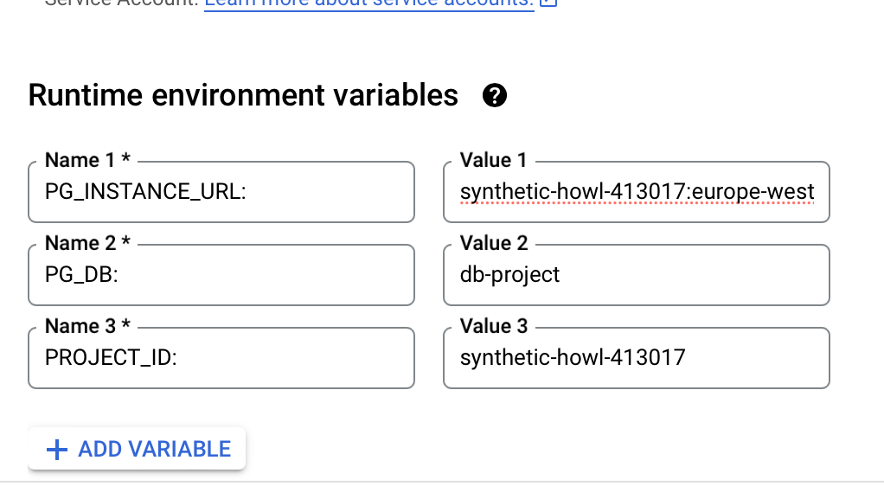 Service Account. Learn more about service accounts.
Runtime environment variables ?
Name 1 *
PG_INSTANCE_URL:
Value 1
synthetic-howl-413017:europe-west
Name 2 *
PG_DB:
Value 2
db-project
Name 3 *
PROJECT_ID:
Value 3
synthetic-howl-413017
+ ADD VARIABLE